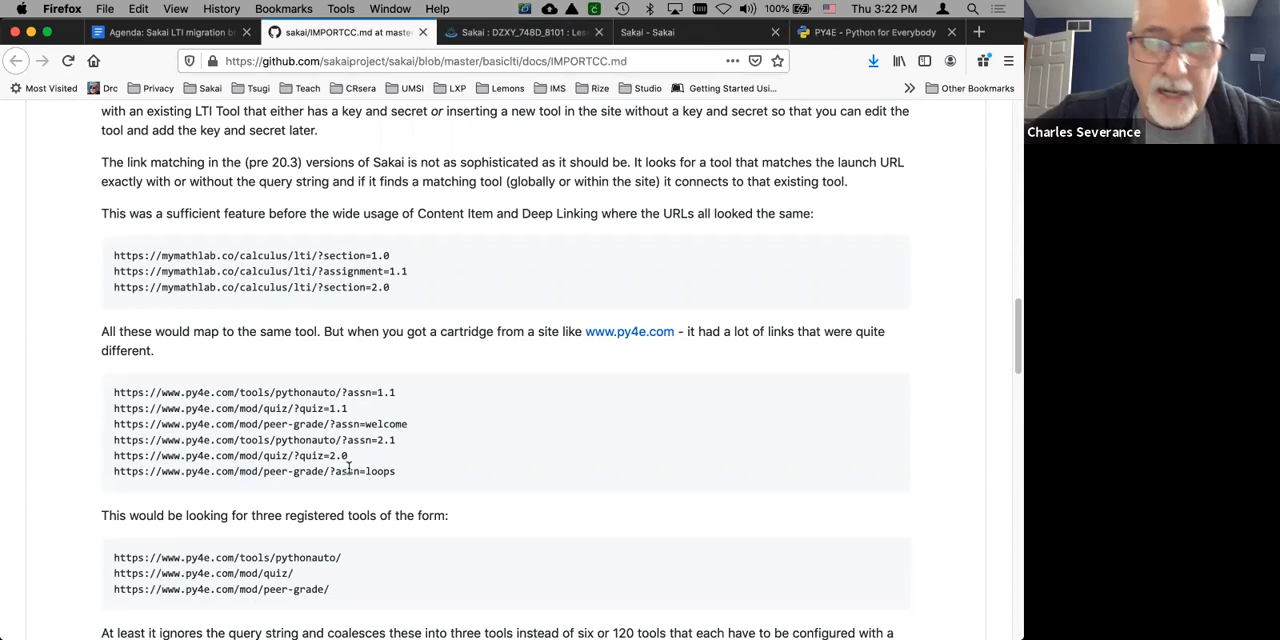 Firefox File Edit View History Bookmarks Tools Window Help 100% Thu 3:22 PM
Agenda: Sakai LTI migration br
sakai/IMPORTCC.md at maste
Sakai : DZXY_748D_B101 : Les
Sakai - Sakai
PY4E - Python for Everybody
https://github.com/sakaiproject/sakai/blob/master/basiclti/docs/IMPORTCC.md
Most Visited Drc Privacy Sakai Tsugi Teach CRsera UMSI LXP Lemons IMS Rize Studio Getting Started Usi... Other Bookmarks
with an existing LTI Tool that either has a key and secret or inserting a new tool in the site without a key and secret so that you can edit the
tool and add the key and secret later.
The link matching in the (pre 20.3) versions of Sakai is not as sophisticated as it should be. It looks for a tool that matches the launch URL
exactly with or without the query string and if it finds a matching tool (globally or within the site) it connects to that existing tool.
This was a sufficient feature before the wide usage of Content Item and Deep Linking where the URLs all looked the same:
https://mymathlab.co/calculus/lti/?section=1.0
https://mymathlab.co/calculus/lti/?assignment=1.1
https://mymathlab.co/calculus/lti/?section=2.0
All these would map to the same tool. But when you got a cartridge from a site like www.py4e.com - it had a lot of links that were quite
different.
https://www.py4e.com/tools/pythonauto/?assn=1.1
https://www.py4e.com/mod/quiz/?quiz=1.1
https://www.py4e.com/mod/peer-grade/?assn=welcome
https://www.py4e.com/tools/pythonauto/?assn=2.1
https://www.py4e.com/mod/quiz/?quiz=2.0
https://www.py4e.com/mod/peer-grade/?assn=loops
This would be looking for three registered tools of the form:
https://www.py4e.com/tools/pythonauto/
https://www.py4e.com/mod/quiz/
https://www.py4e.com/mod/peer-grade/
At least it ignores the query string and coalesces these into three tools instead of six or 120 tools that each have to be configured with a
Charles Severance